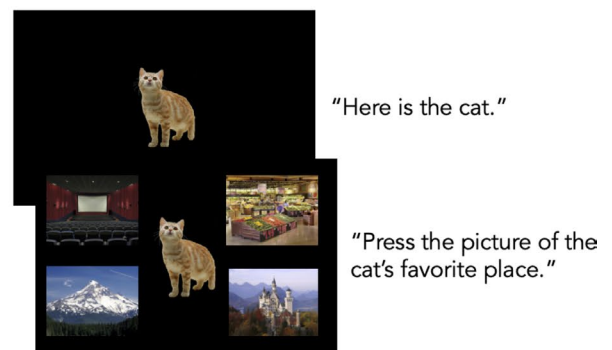 “Here is the cat.”
“Press the picture of the
cat’s favorite place.”